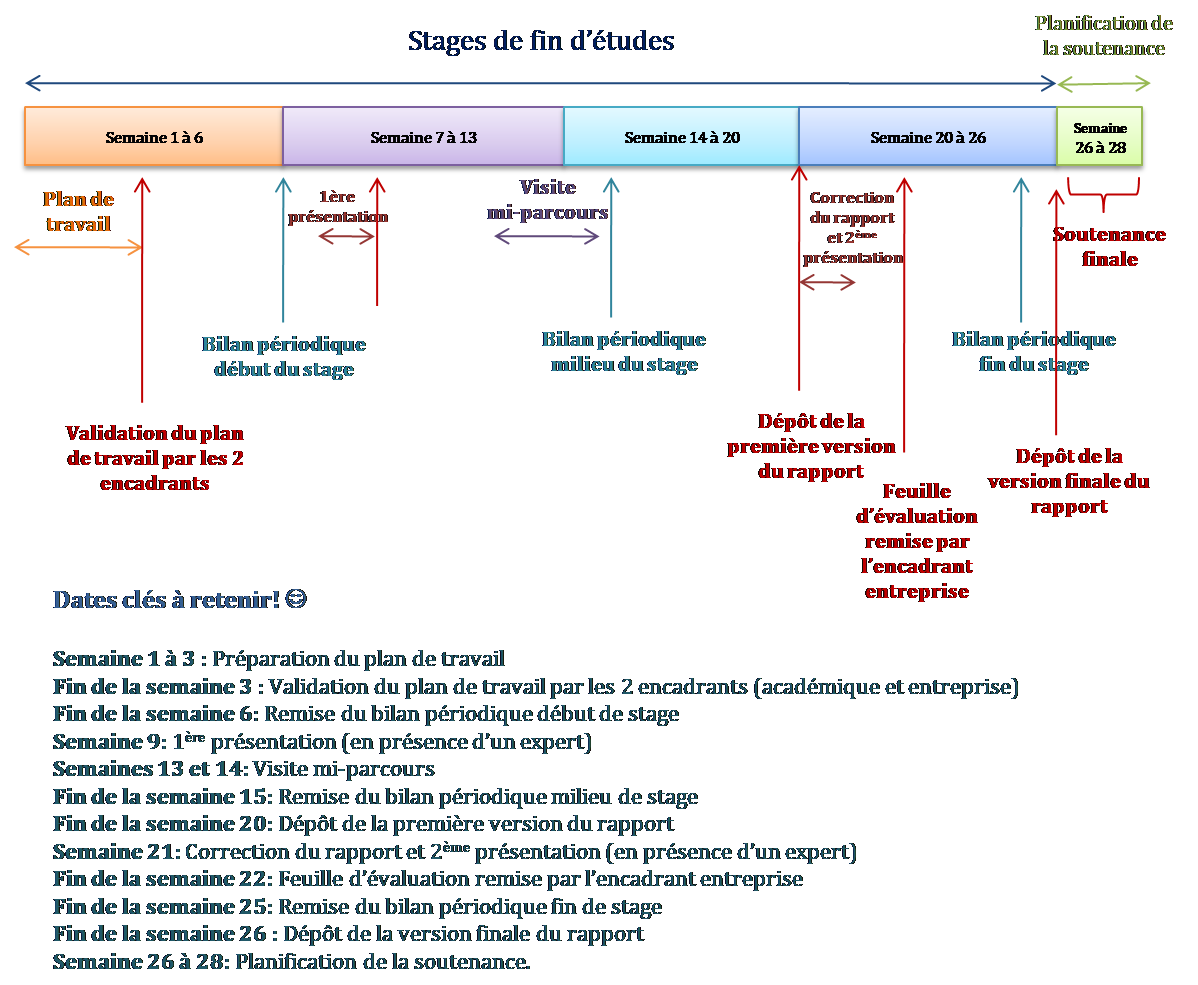 Stages de fin d’études
Planification de
la soutenance
Semaine 1 à 6
Semaine 7 à 13
Semaine 14 à 20
Semaine 20 à 26
Semaine
26 à 28
Plan de
travail
1ère
présentation
Visite
mi-parcours
Correction
du rapport
et 2ème
présentation
Soutenance
finale
Bilan périodique
début du stage
Bilan périodique
milieu du stage
Bilan périodique
fin du stage
Validation du plan
de travail par les 2
encadrants
Dépôt de la
première version
du rapport
Feuille
d’évaluation
remise par
l’encadrant
entreprise
Dépôt de la
version finale du
rapport
Dates clés à retenir! ☺
Semaine 1 à 3 : Préparation du plan de travail
Fin de la semaine 3 : Validation du plan de travail par les 2 encadrants (académique et entreprise)
Fin de la semaine 6: Remise du bilan périodique début de stage
Semaine 9: 1ère présentation (en présence d’un expert)
Semaines 13 et 14: Visite mi-parcours
Fin de la semaine 15: Remise du bilan périodique milieu de stage
Fin de la semaine 20: Dépôt de la première version du rapport
Semaine 21: Correction du rapport et 2ème présentation (en présence d’un expert)
Fin de la semaine 22: Feuille d’évaluation remise par l’encadrant entreprise
Fin de la semaine 25: Remise du bilan périodique fin de stage
Fin de la semaine 26 : Dépôt de la version finale du rapport
Semaine 26 à 28: Planification de la soutenance.